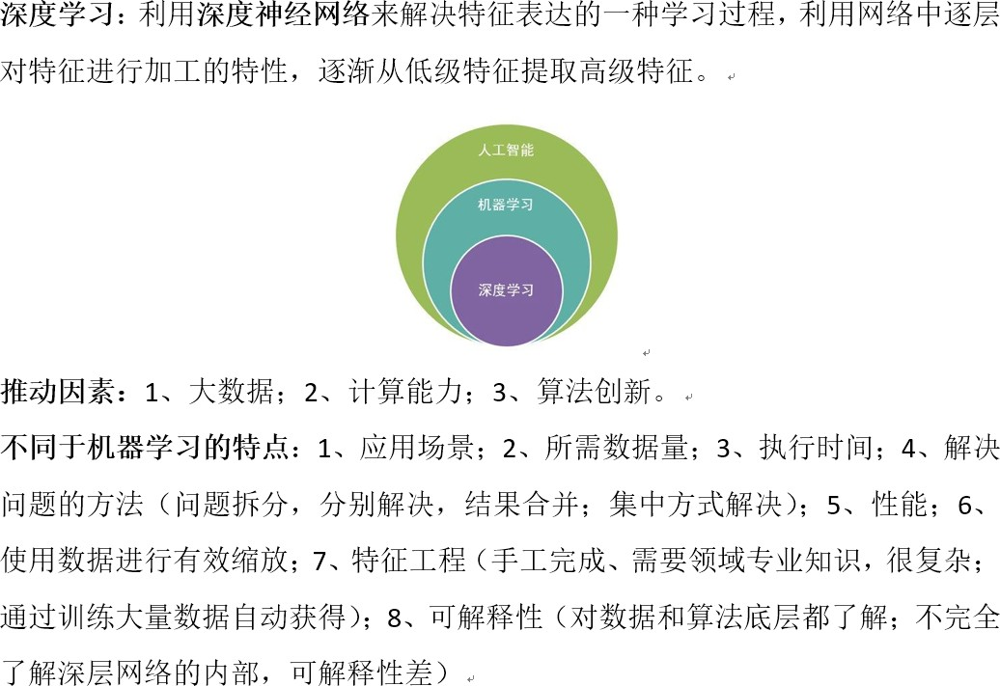 深度学习：利用深度神经网络来解决特征表达的一种学习过程，利用网络中逐层
对特征进行加工的特性，逐渐从低级特征提取高级特征。
人工智能
机器学习
深度学习
推动因素：1、大数据；2、计算能力；3、算法创新。
不同于机器学习的特点：1、应用场景；2、所需数据量；3、执行时间；4、解决
问题的方法（问题拆分，分别解决，结果合并；集中方式解决）；5、性能；6、
使用数据进行有效缩放；7、特征工程（手工完成、需要领域专业知识，很复杂；
通过训练大量数据自动获得）；8、可解释性（对数据和算法底层都了解；不完全
了解深层网络的内部，可解释性差）